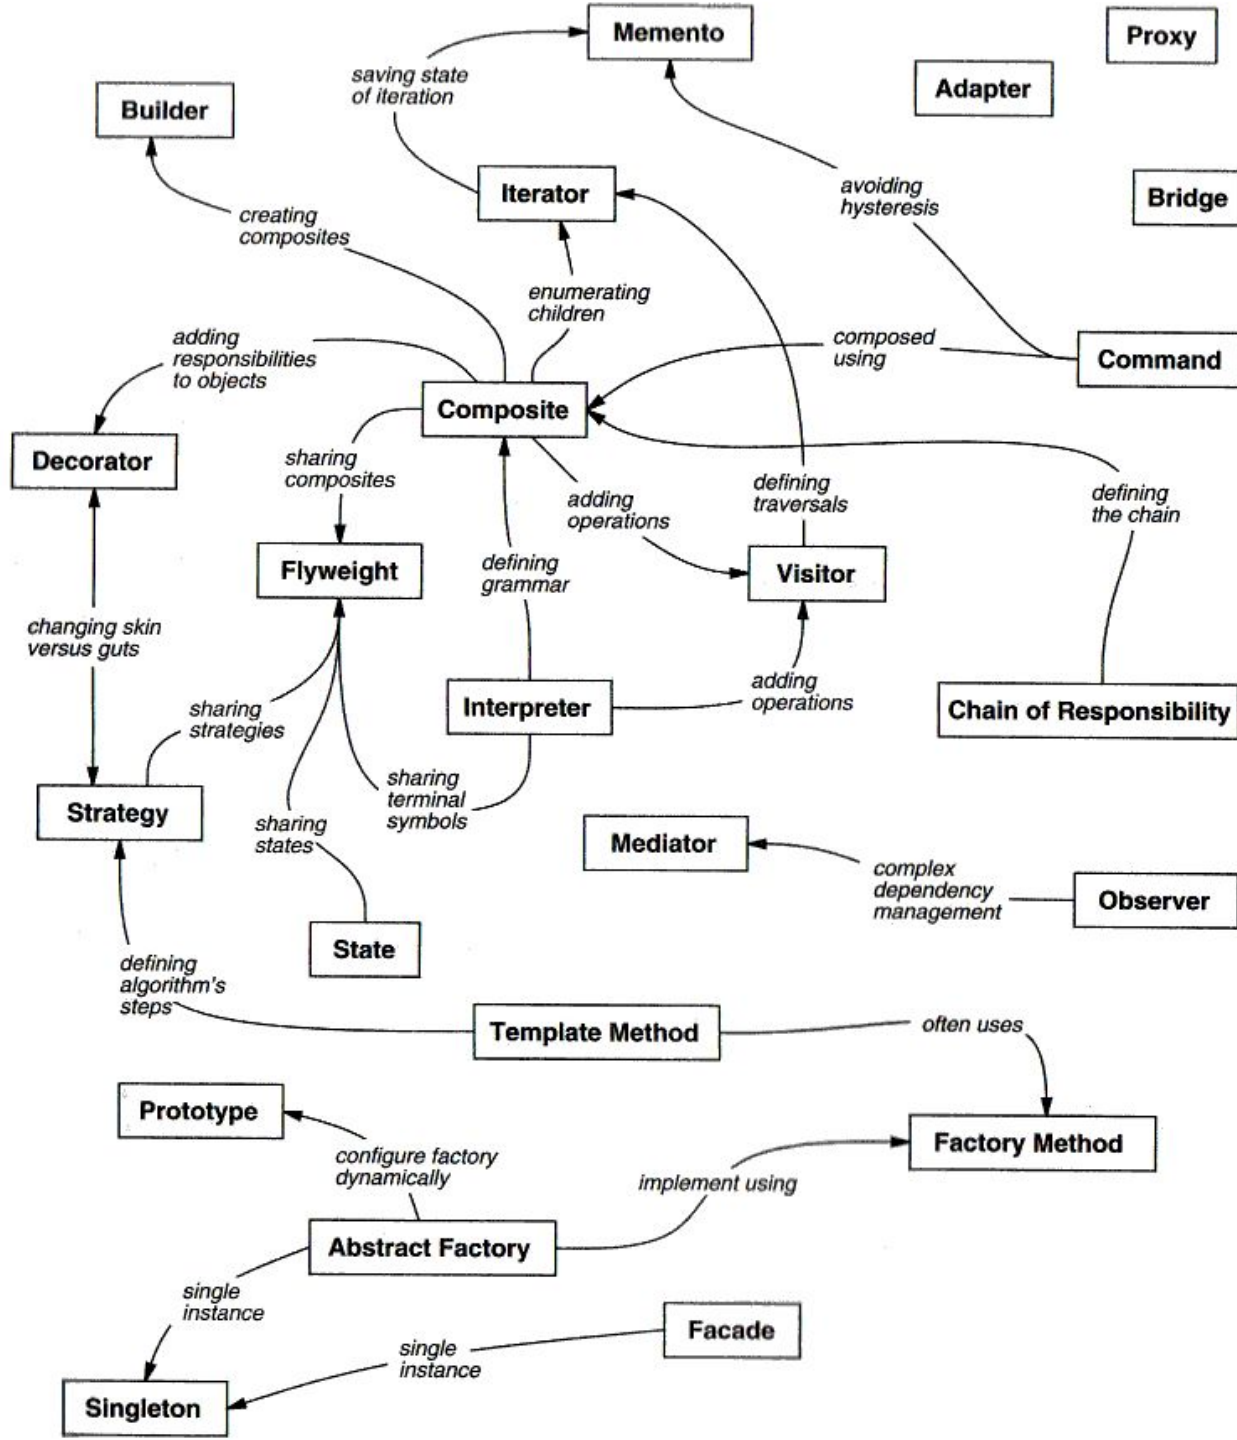 Memento
Proxy
Adapter
saving state
of iteration
Builder
Iterator
avoiding
hysteresis
Bridge
creating
composites
enumerating
children
adding
responsibilities
to objects
composed
using
Command
Composite
Decorator
sharing
composites
adding
operations
defining
traversals
defining
the chain
Flyweight
defining
grammar
Visitor
changing skin
versus guts
sharing
strategies
Interpreter
adding
operations
Chain of Responsibility
sharing
terminal
symbols
Strategy
sharing
states
Mediator
complex
dependency
management
Observer
State
defining
algorithm's
steps
Template Method
often uses
Prototype
Factory Method
configure factory
dynamically
implement using
Abstract Factory
single
instance
Facade
single
instance
Singleton